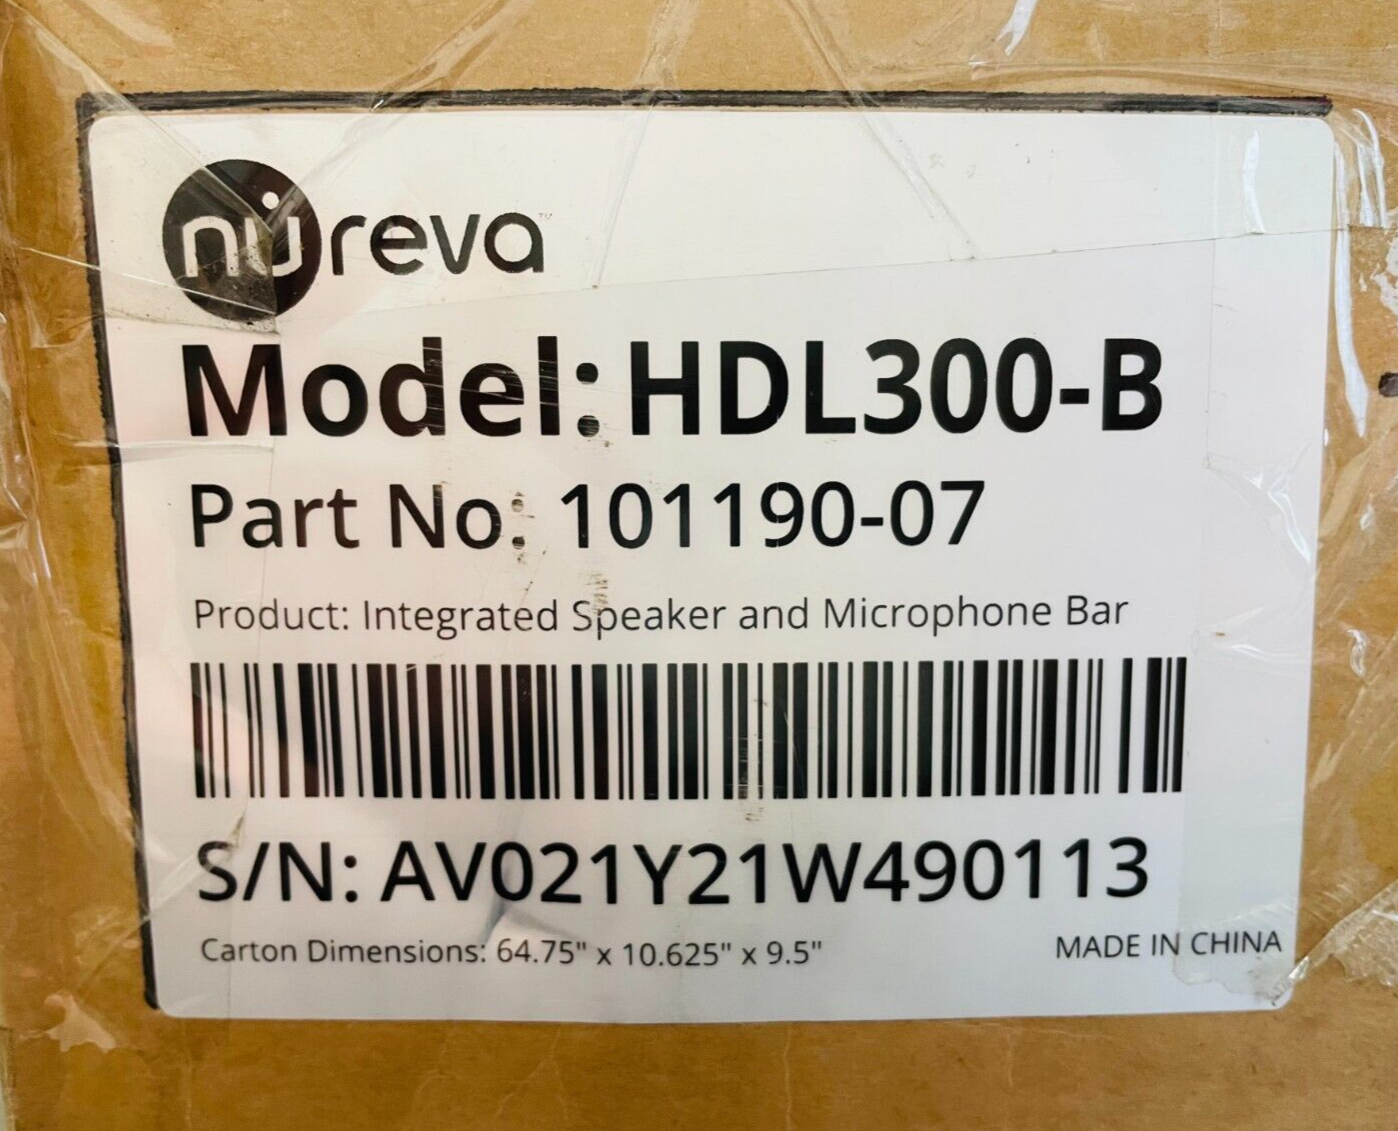 nureva™
Model: HDL300-B
Part No: 101190-07
Product: Integrated Speaker and Microphone Bar
S/N: AV021Y21W490113
Carton Dimensions: 64.75" x 10.625" x 9.5"
MADE IN CHINA